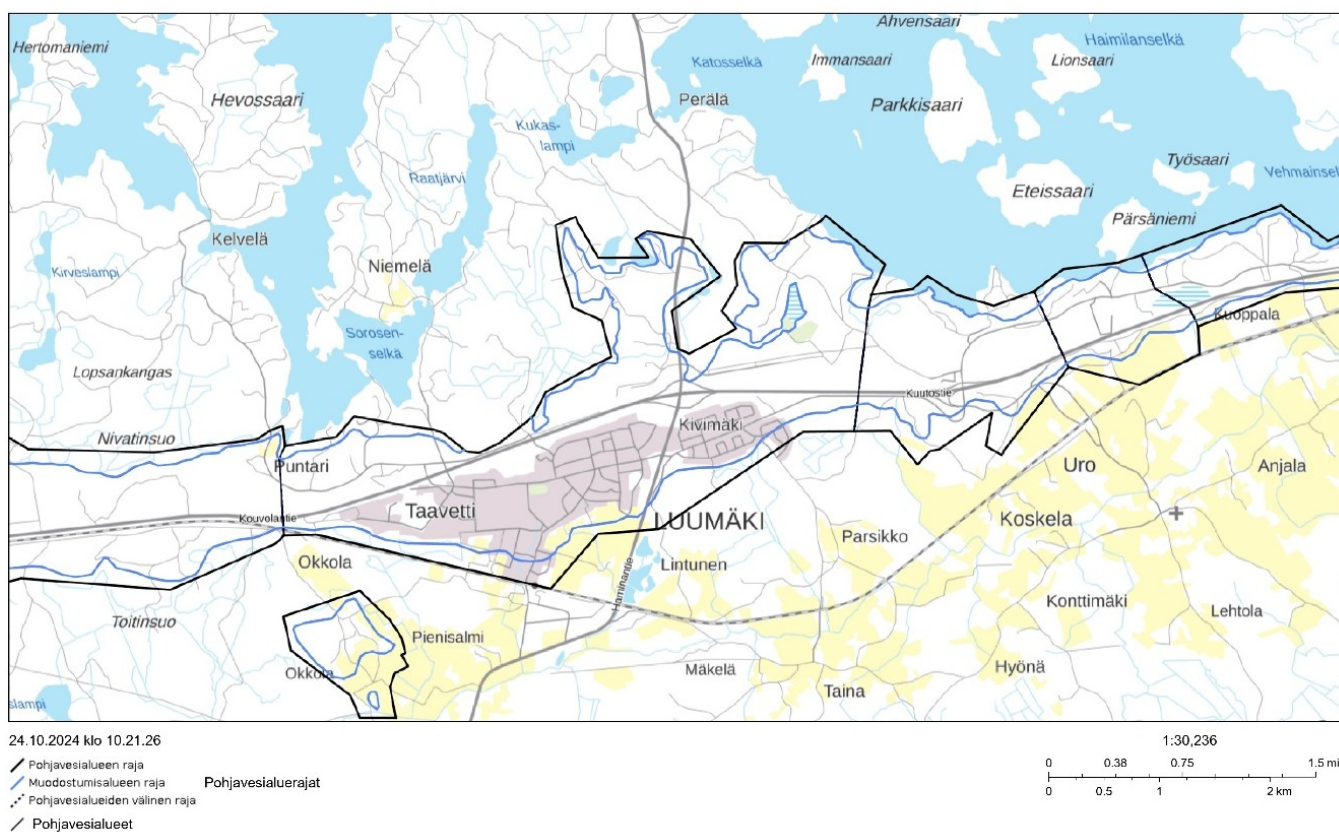 Ahvensaari
Hertomaniemi
Haimilanselkä
Katosselkä
Immansaari
Lionsaari
Hevossaari
Perälä
Parkkisaari
Kukas-
lampi
Työsaari
Raatjärvi
Vehmainsel
Eteissaari
Pärsäniemi
Kelvelä
Niemelä
Kirveslampi
Kuoppala
Sorosen-
selkä
Lopsankangas
Kuutostie
Kivimäki
Nivatinsuo
Puntari
Uro
Anjala
Taavetti
Kouvolantie
LUUMÄKI
Koskela
Parsikko
Okkola
Lintunen
Haminantie
Konttimäki
Lehtola
Toitinsuo
Pienisalmi
Okkola
Mäkelä
Hyönä
Taina
slampi
24.10.2024 klo 10.21.26
1:30,236
Pohjavesialueen raja
Muodostumisalueen raja
Pohjavesialuerajat
Pohjavesialueiden välinen raja
Pohjavesialueet
0 0.38 0.75 1.5 mi
0 0.5 1 2 km